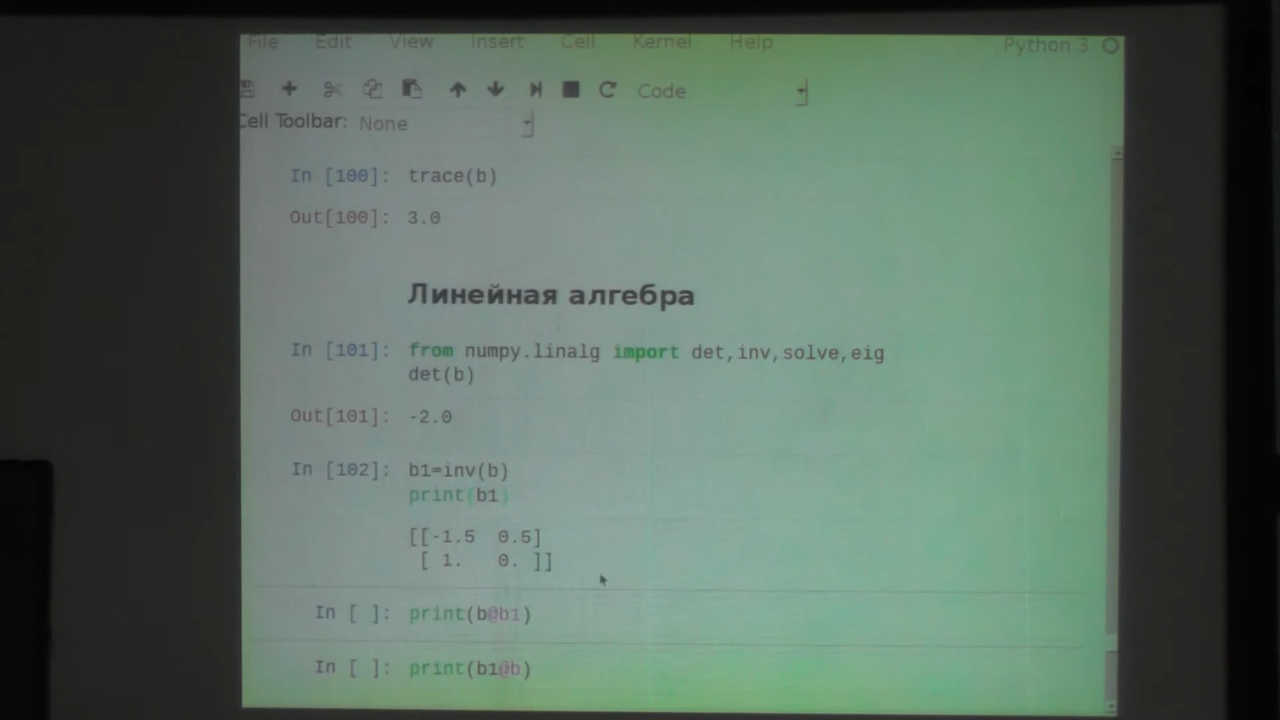 File Edit View Insert Cell Kernel Help Python 3
Code
Cell Toolbar: None
In [100]: trace(b)
Out[100]: 3.0
Линейная алгебра
In [101]: from numpy.linalg import det,inv,solve,eig
det(b)
Out[101]: -2.0
In [102]: b1=inv(b)
print(b1)
[[-1.5 0.5]
[ 1. 0. ]]
In [ ]: print(b@b1)
In [ ]: print(b1@b)